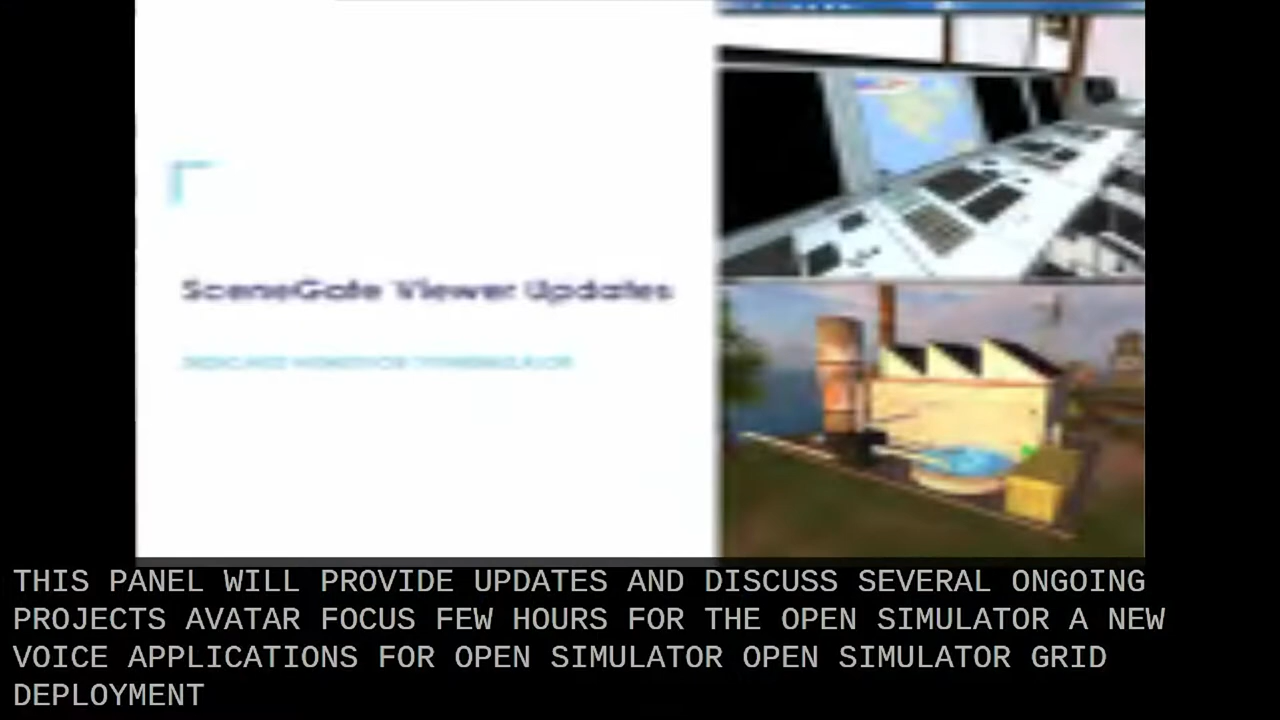 SceneGate Viewer Updates
THIS PANEL WILL PROVIDE UPDATES AND DISCUSS SEVERAL ONGOING
PROJECTS AVATAR FOCUS FEW HOURS FOR THE OPEN SIMULATOR A NEW
VOICE APPLICATIONS FOR OPEN SIMULATOR OPEN SIMULATOR GRID
DEPLOYMENT